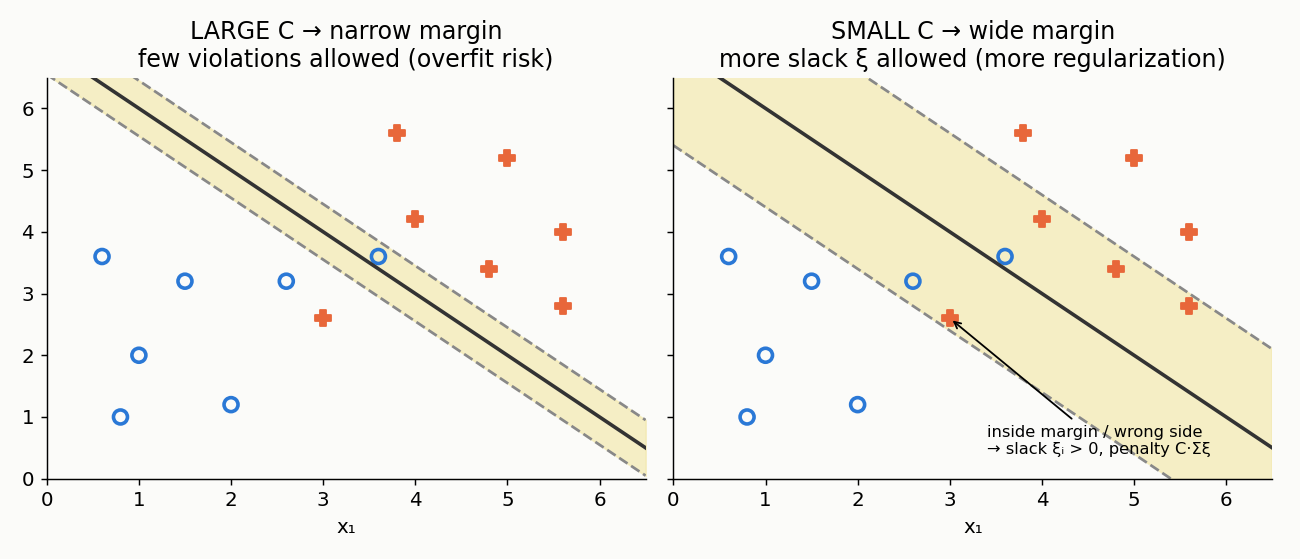 LARGE C → narrow margin
few violations allowed (overfit risk)
6
5
4
3
2
1
0
0 1 2 3 4 5 6
x₁
SMALL C → wide margin
more slack ξ allowed (more regularization)
inside margin / wrong side
→ slack ξᵢ > 0, penalty C·Σξ
0 1 2 3 4 5 6
x₁